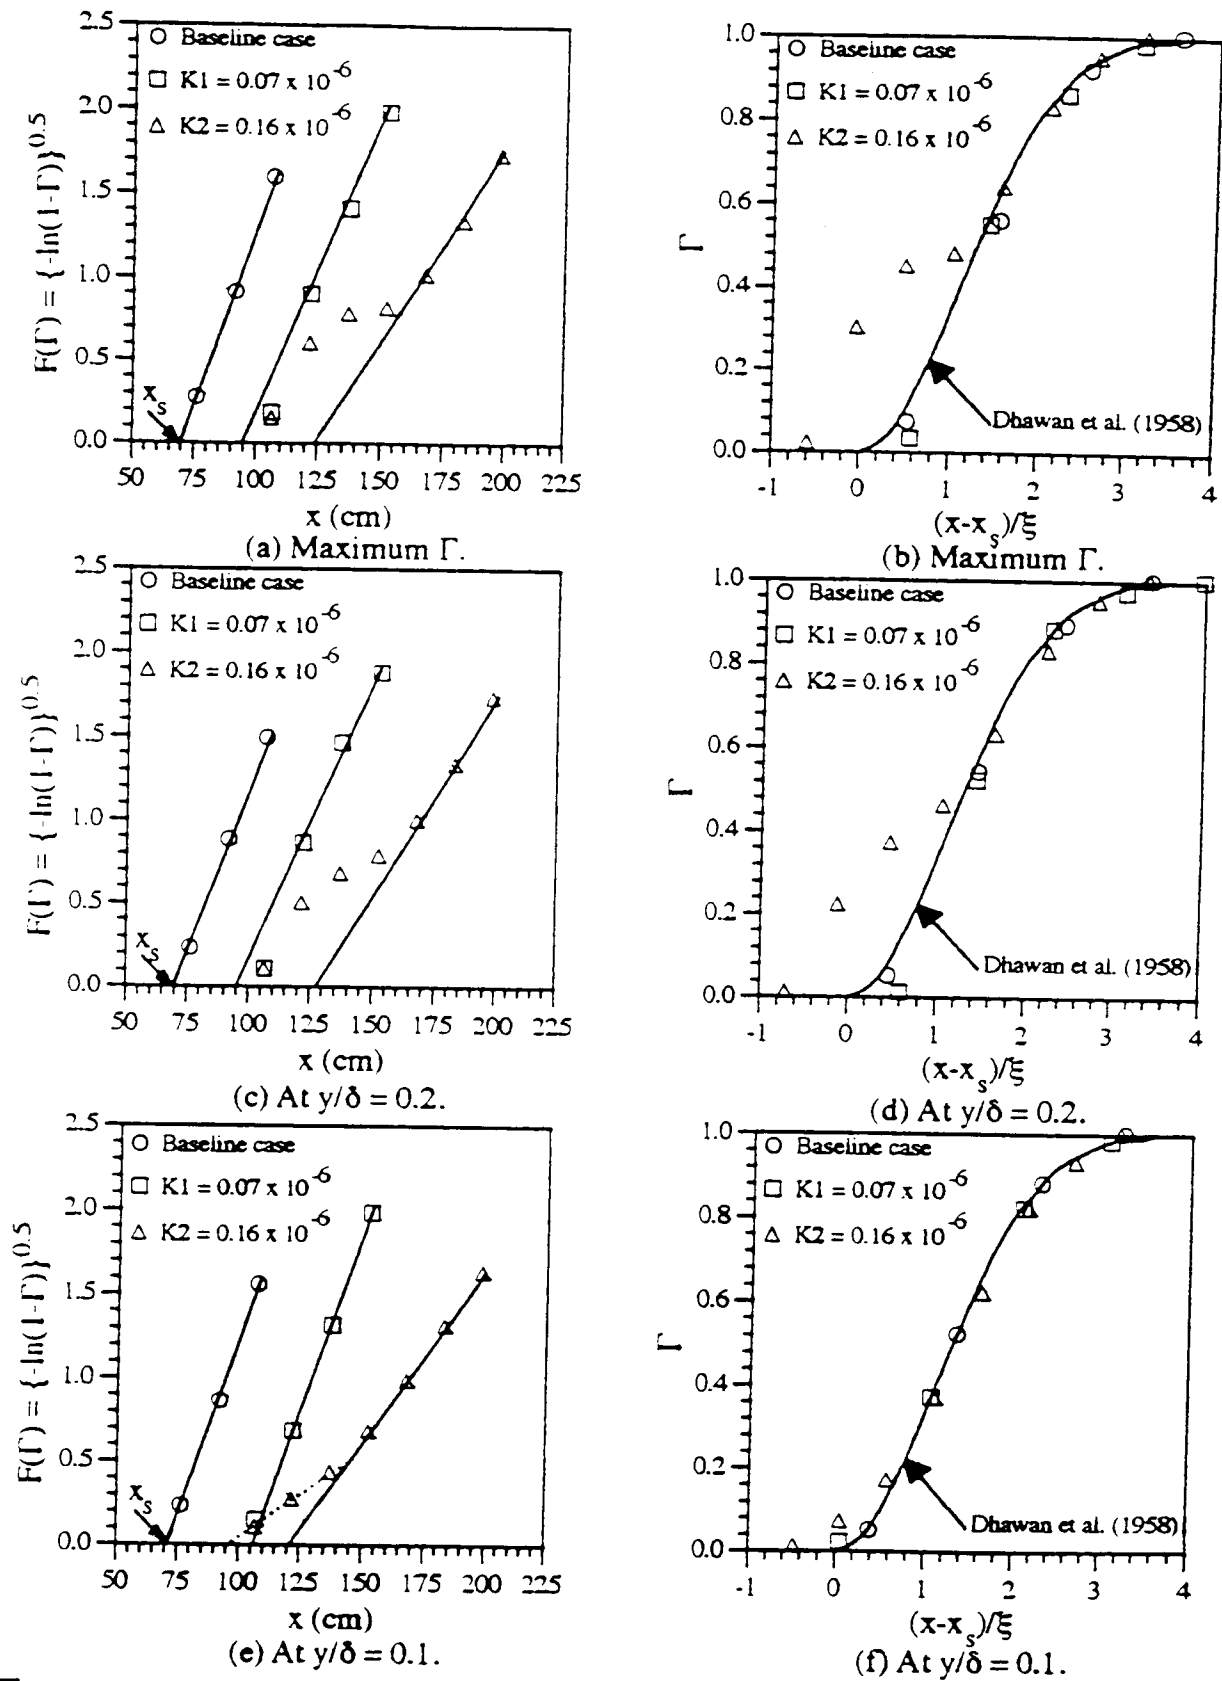 2.5
2.0
1.5
1.0
0.5
0.0
F(Γ) = {-ln(1-Γ)}^0.5
○ Baseline case
□ K1 = 0.07 x 10^-6
△ K2 = 0.16 x 10^-6
x_s
50 75 100 125 150 175 200 225
x (cm)
(a) Maximum Γ.
1.0
0.8
0.6
0.4
0.2
0.0
Γ
○ Baseline case
□ K1 = 0.07 x 10^-6
△ K2 = 0.16 x 10^-6
Dhawan et al. (1958)
-1 0 1 2 3 4
(x-x_s)/ξ
(b) Maximum Γ.
2.5
2.0
1.5
1.0
0.5
0.0
F(Γ) = {-ln(1-Γ)}^0.5
○ Baseline case
□ K1 = 0.07 x 10^-6
△ K2 = 0.16 x 10^-6
x_s
50 75 100 125 150 175 200 225
x (cm)
(c) At y/δ = 0.2.
1.0
0.8
0.6
0.4
0.2
0.0
Γ
○ Baseline case
□ K1 = 0.07 x 10^-6
△ K2 = 0.16 x 10^-6
Dhawan et al. (1958)
-1 0 1 2 3 4
(x-x_s)/ξ
(d) At y/δ = 0.2.
2.5
2.0
1.5
1.0
0.5
0.0
F(Γ) = {-ln(1-Γ)}^0.5
○ Baseline case
□ K1 = 0.07 x 10^-6
△ K2 = 0.16 x 10^-6
x_s
50 75 100 125 150 175 200 225
x (cm)
(e) At y/δ = 0.1.
1.0
0.8
0.6
0.4
0.2
0.0
Γ
○ Baseline case
□ K1 = 0.07 x 10^-6
△ K2 = 0.16 x 10^-6
Dhawan et al. (1958)
-1 0 1 2 3 4
(x-x_s)/ξ
(f) At y/δ = 0.1.